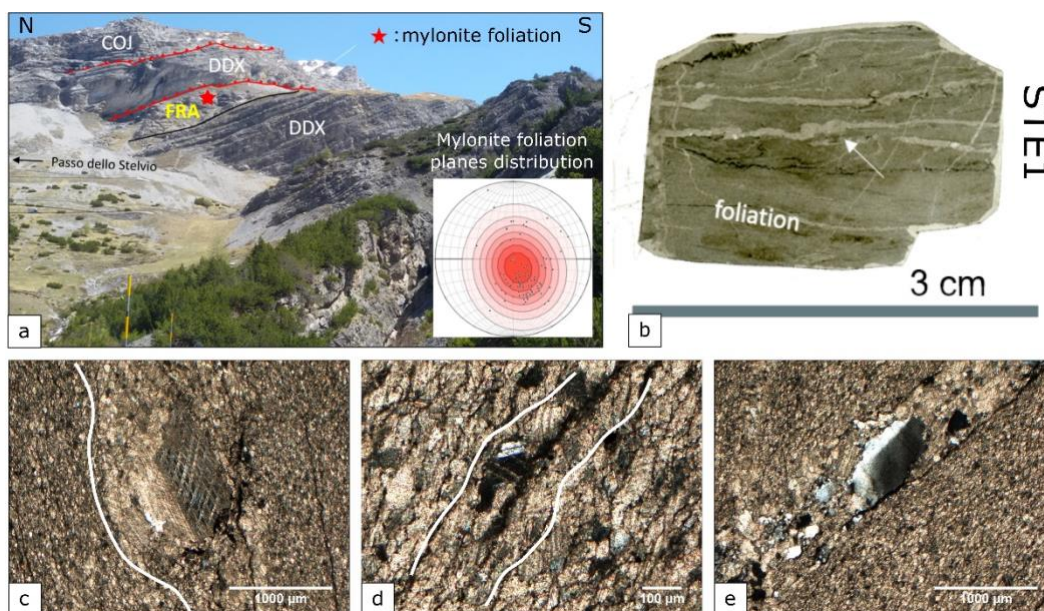 N
S
★ : mylonite foliation
COJ
DDX
FRA
DDX
← Passo dello Stelvio
Mylonite foliation
planes distribution
a
STE1
foliation
3 cm
b
1000 µm
c
100 µm
d
1000 µm
e